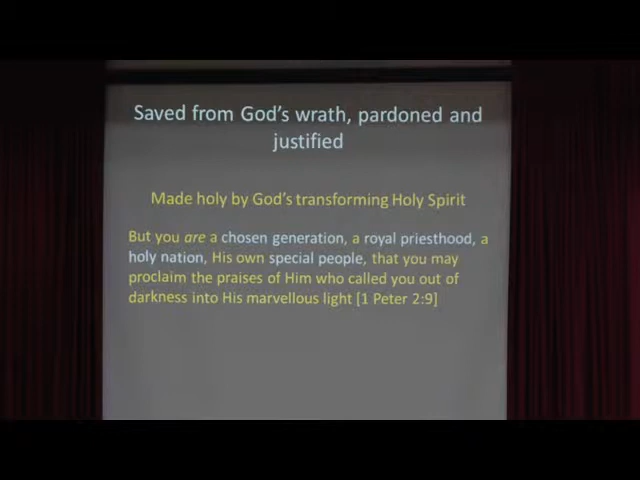 Saved from God's wrath, pardoned and
justified
Made holy by God's transforming Holy Spirit
But you are a chosen generation, a royal priesthood, a
holy nation, His own special people, that you may
proclaim the praises of Him who called you out of
darkness into His marvellous light [1 Peter 2:9]